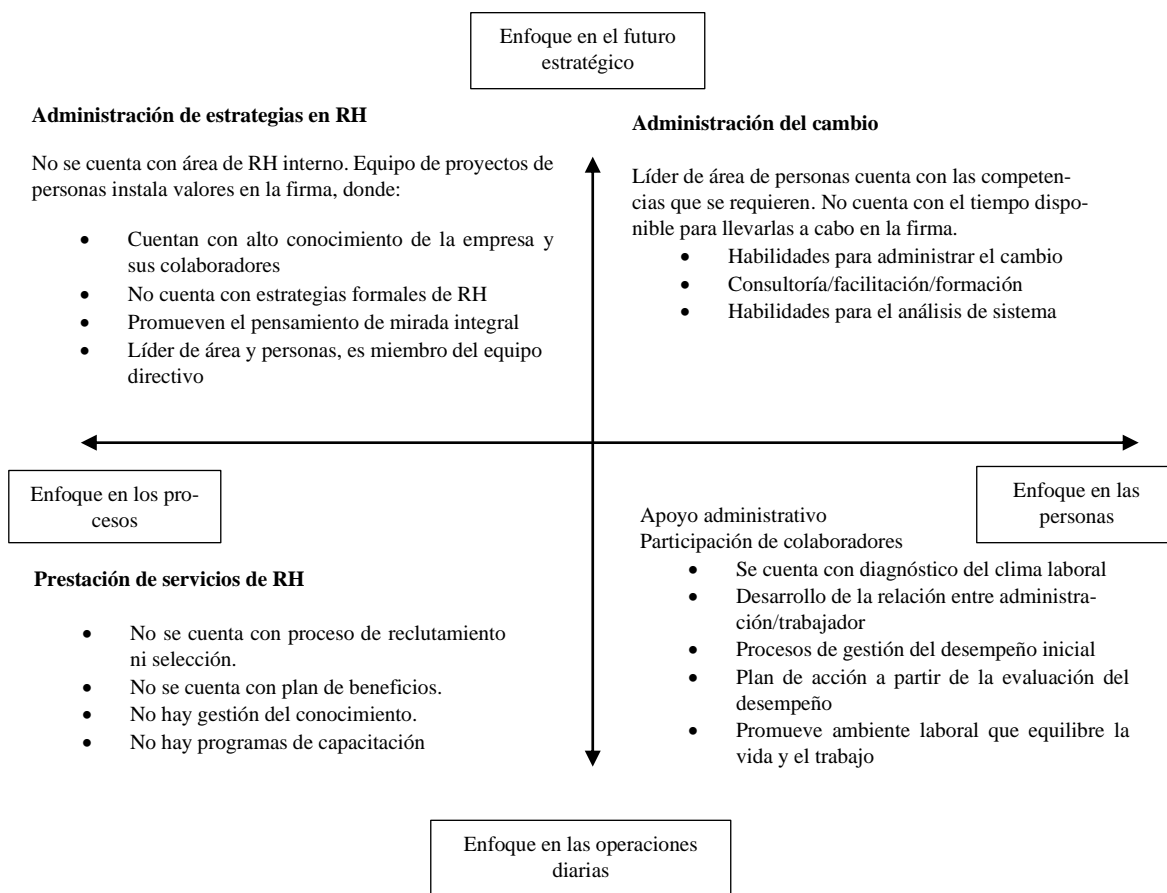 Enfoque en el futuro
estratégico
Administración de estrategias en RH
No se cuenta con área de RH interno. Equipo de proyectos de
personas instala valores en la firma, donde:
• Cuentan con alto conocimiento de la empresa y
sus colaboradores
• No cuenta con estrategias formales de RH
• Promueven el pensamiento de mirada integral
• Líder de área y personas, es miembro del equipo
directivo
Administración del cambio
Líder de área de personas cuenta con las competen-
cias que se requieren. No cuenta con el tiempo dispo-
nible para llevarlas a cabo en la firma.
• Habilidades para administrar el cambio
• Consultoría/facilitación/formación
• Habilidades para el análisis de sistema
Enfoque en los pro-
cesos
Enfoque en las
personas
Prestación de servicios de RH
• No se cuenta con proceso de reclutamiento
ni selección.
• No se cuenta con plan de beneficios.
• No hay gestión del conocimiento.
• No hay programas de capacitación
Apoyo administrativo
Participación de colaboradores
• Se cuenta con diagnóstico del clima laboral
• Desarrollo de la relación entre administra-
ción/trabajador
• Procesos de gestión del desempeño inicial
• Plan de acción a partir de la evaluación del
desempeño
• Promueve ambiente laboral que equilibre la
vida y el trabajo
Enfoque en las operaciones
diarias